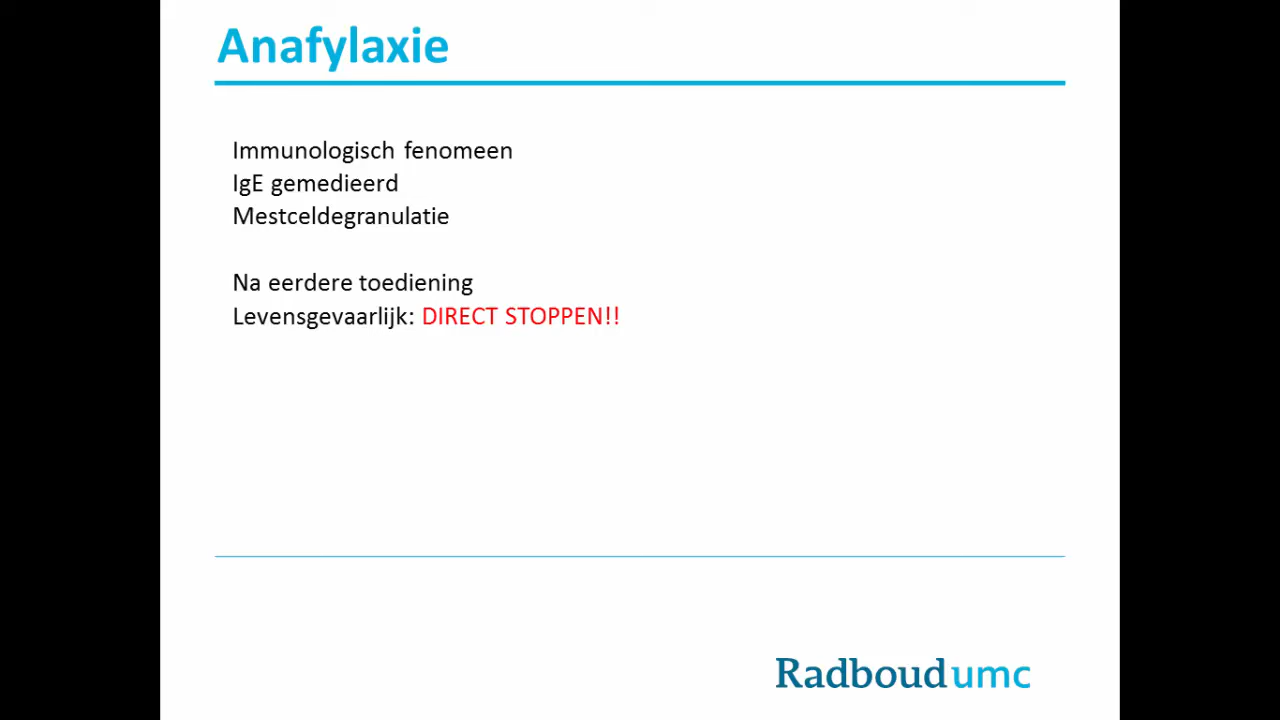 Anafylaxie
Immunologisch fenomeen
IgE gemedieerd
Mestceldegranulatie
Na eerdere toediening
Levensgevaarlijk: DIRECT STOPPEN!!
Radboudumc